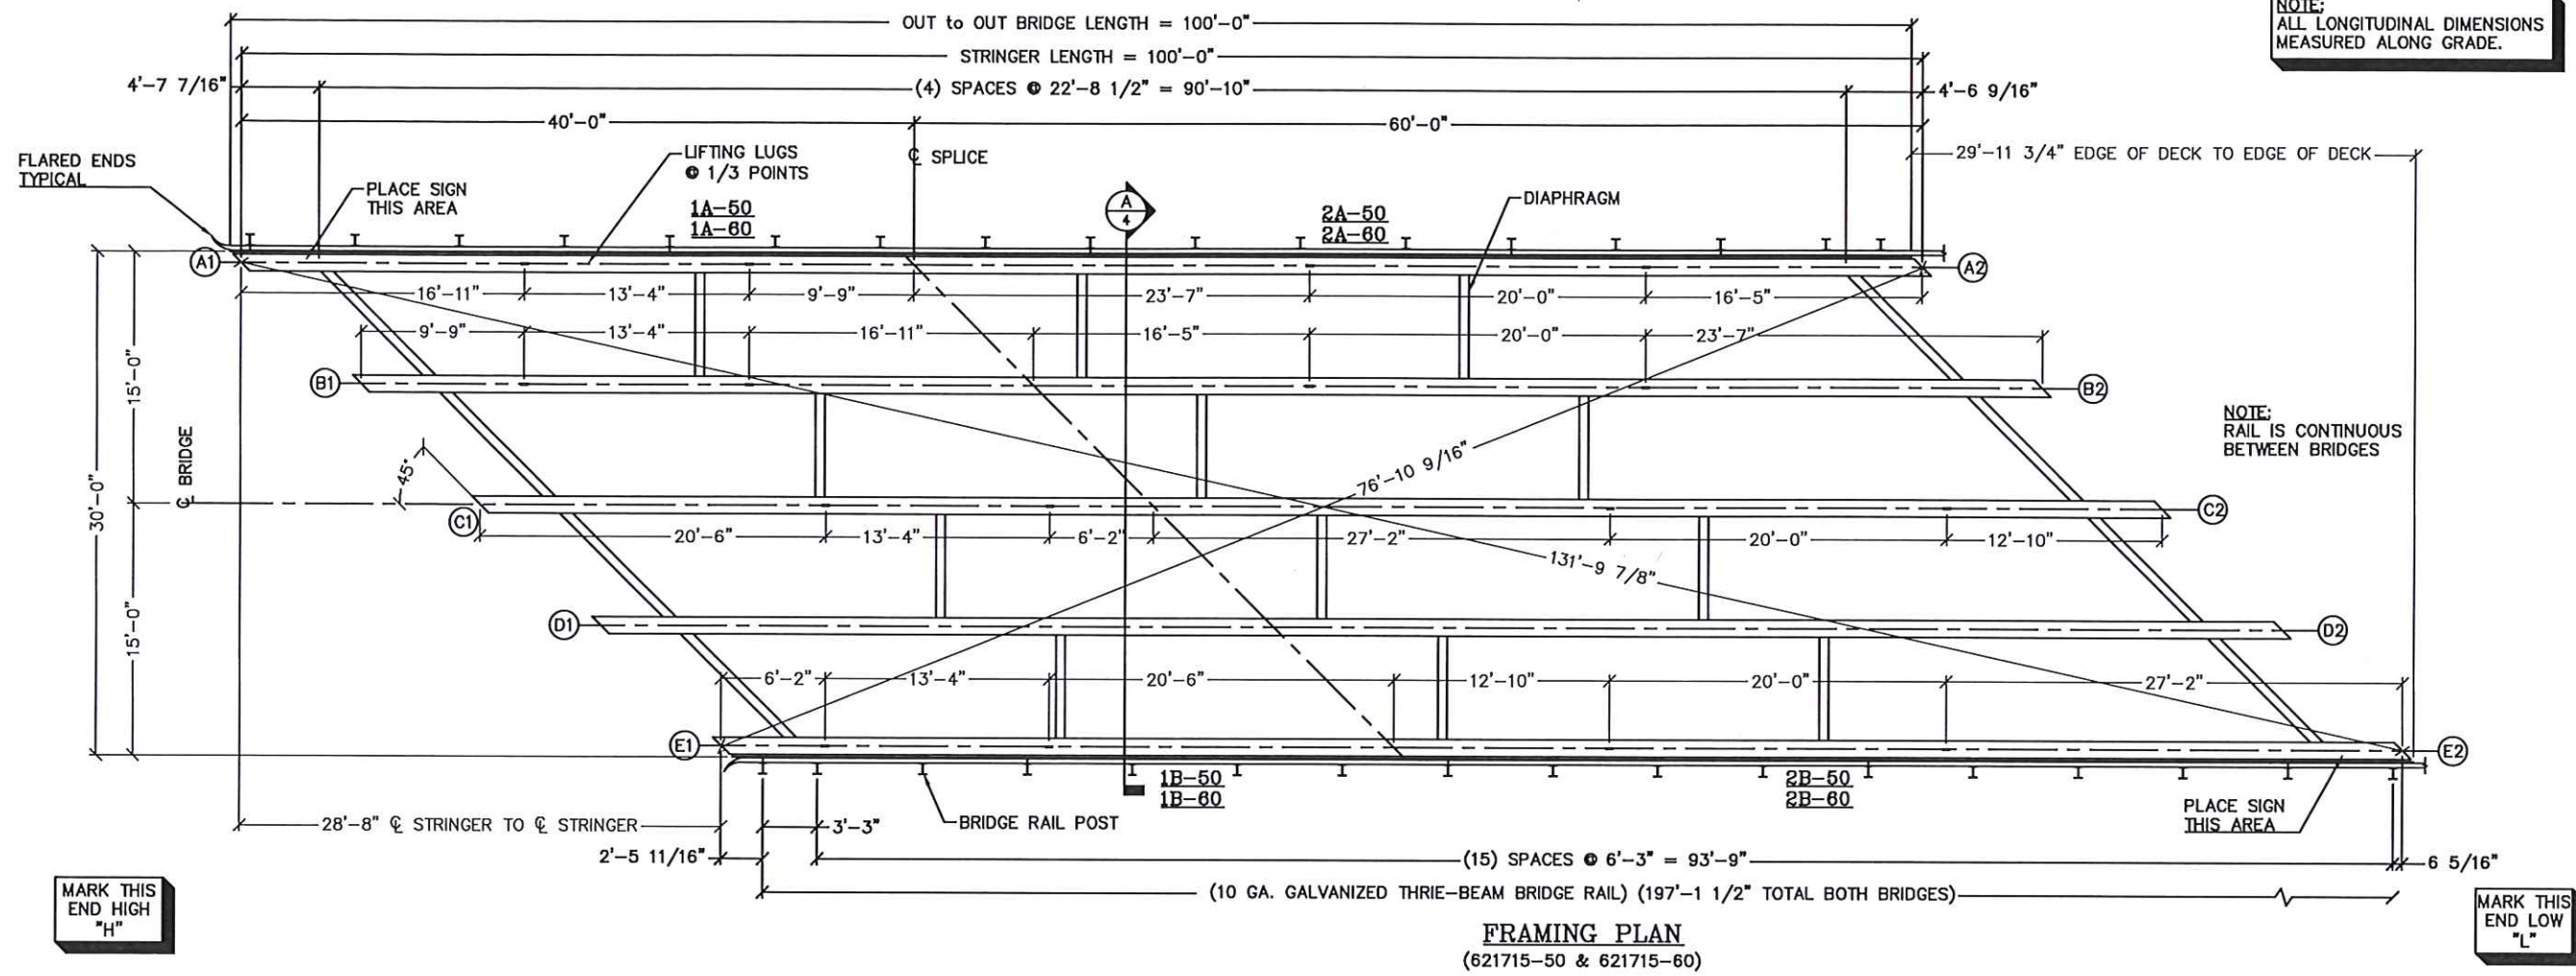 OUT to OUT BRIDGE LENGTH = 100'-0"
NOTE:
ALL LONGITUDINAL DIMENSIONS
MEASURED ALONG GRADE.
STRINGER LENGTH = 100'-0"
4'-7 7/16"
(4) SPACES @ 22'-8 1/2" = 90'-10"
4'-6 9/16"
40'-0"
60'-0"
FLARED ENDS
TYPICAL
PLACE SIGN
THIS AREA
LIFTING LUGS
@ 1/3 POINTS
℄ SPLICE
29'-11 3/4" EDGE OF DECK TO EDGE OF DECK
1A-50
1A-60
A
4
2A-50
2A-60
DIAPHRAGM
A1
A2
16'-11"
13'-4"
9'-9"
23'-7"
20'-0"
16'-5"
9'-9"
13'-4"
16'-11"
16'-5"
20'-0"
23'-7"
B1
B2
15'-0"
30'-0"
℄ BRIDGE
45°
NOTE:
RAIL IS CONTINUOUS
BETWEEN BRIDGES
76'-10 9/16"
C1
C2
20'-6"
13'-4"
6'-2"
27'-2"
20'-0"
12'-10"
131'-9 7/8"
15'-0"
D1
D2
6'-2"
13'-4"
20'-6"
12'-10"
20'-0"
27'-2"
E1
E2
1B-50
1B-60
2B-50
2B-60
28'-8" ℄ STRINGER TO ℄ STRINGER
3'-3"
BRIDGE RAIL POST
PLACE SIGN
THIS AREA
2'-5 11/16"
(15) SPACES @ 6'-3" = 93'-9"
6 5/16"
(10 GA. GALVANIZED THRIE-BEAM BRIDGE RAIL) (197'-1 1/2" TOTAL BOTH BRIDGES)
MARK THIS
END HIGH
"H"
MARK THIS
END LOW
"L"
FRAMING PLAN
(621715-50 & 621715-60)